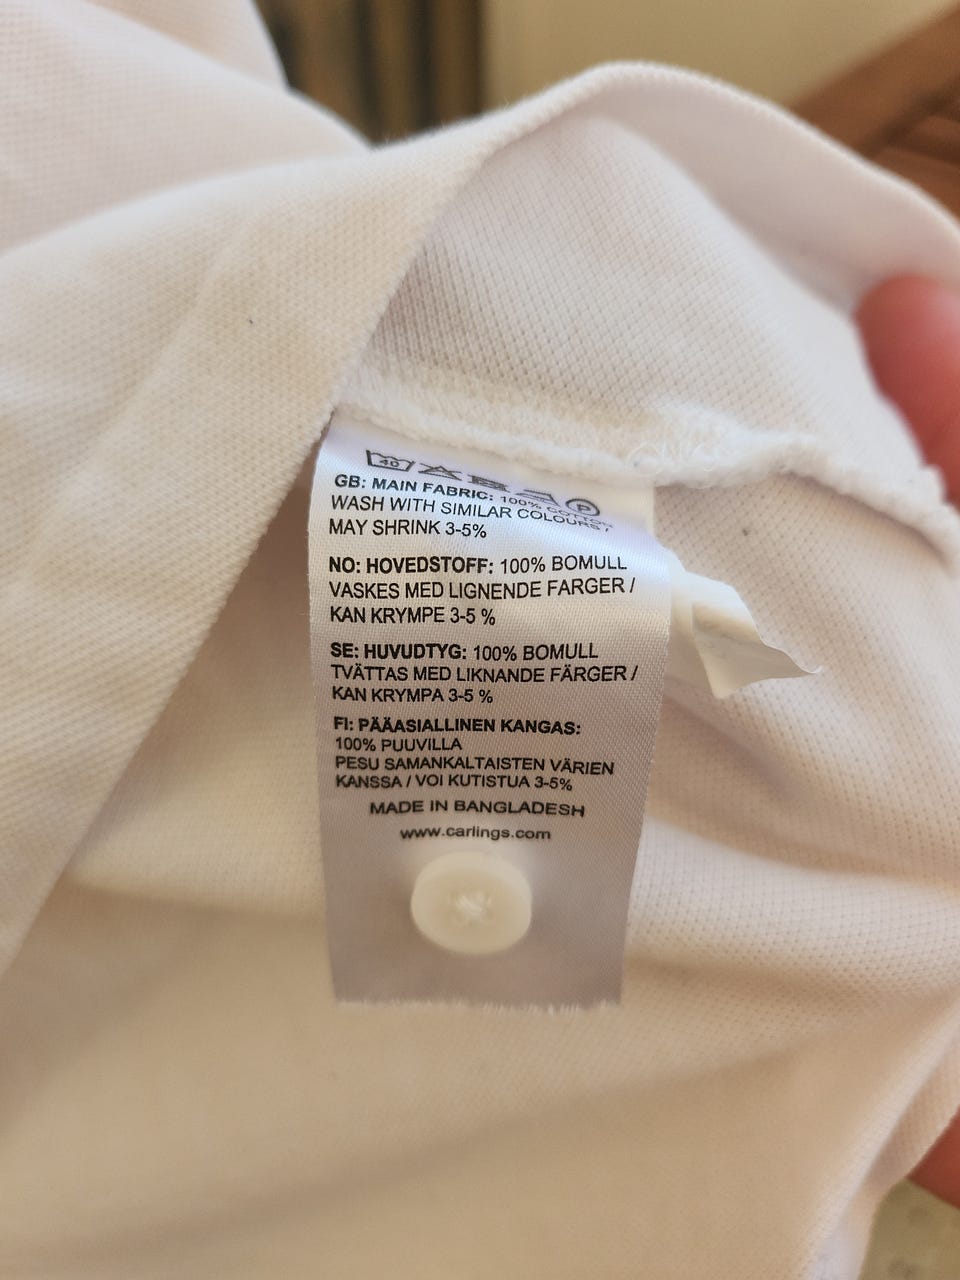 40 P
GB: MAIN FABRIC: 100% COTTON
WASH WITH SIMILAR COLOURS /
MAY SHRINK 3-5%
NO: HOVEDSTOFF: 100% BOMULL
VASKES MED LIGNENDE FARGER /
KAN KRYMPE 3-5 %
SE: HUVUDTYG: 100% BOMULL
TVÄTTAS MED LIKNANDE FÄRGER /
KAN KRYMPA 3-5 %
FI: PÄÄASIALLINEN KANGAS:
100% PUUVILLA
PESU SAMANKALTAISTEN VÄRIEN
KANSSA / VOI KUTISTUA 3-5%
MADE IN BANGLADESH
www.carlings.com